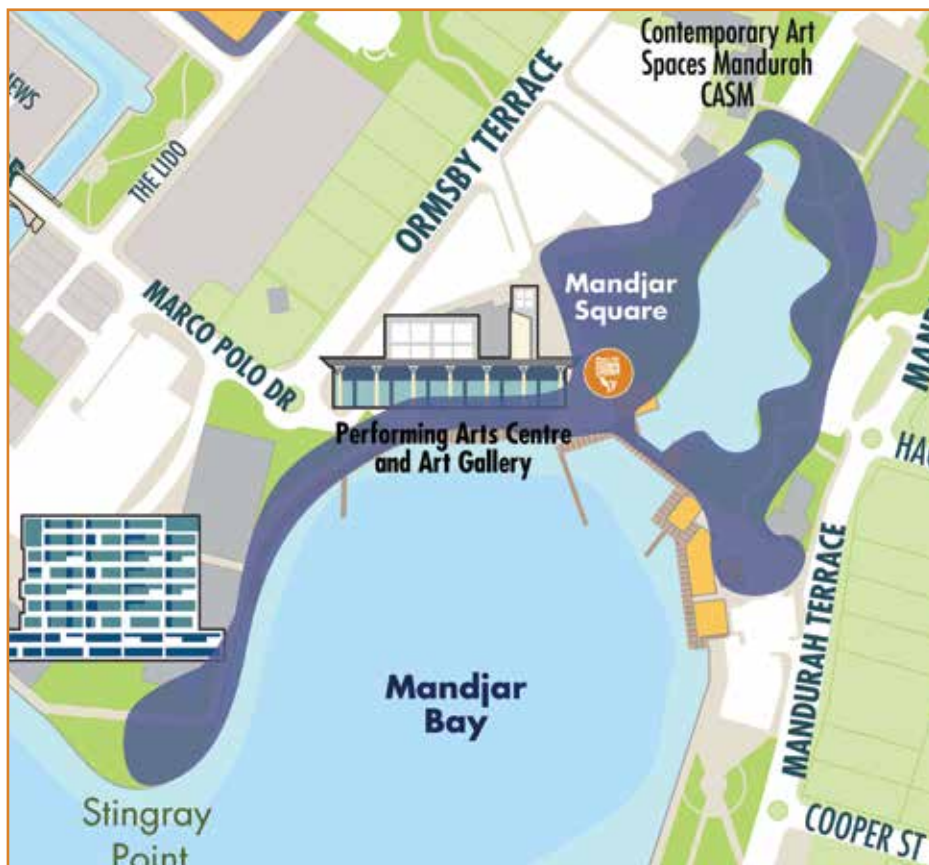 Contemporary Art
Spaces Mandurah
CASM
ORMSBY TERRACE
THE LIDO
MARCO POLO DR
Mandjar
Square
Performing Arts Centre
and Art Gallery
MANDURAH TERRACE
Mandjar
Bay
Stingray
Point
COOPER ST